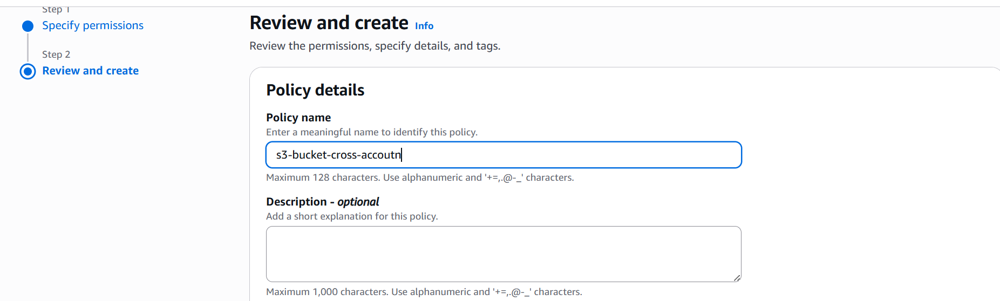 Step 1
Specify permissions
Step 2
Review and create
Review and create Info
Review the permissions, specify details, and tags.
Policy details
Policy name
Enter a meaningful name to identify this policy.
s3-bucket-cross-accoutn
Maximum 128 characters. Use alphanumeric and '+=,.@-_' characters.
Description - optional
Add a short explanation for this policy.
Maximum 1,000 characters. Use alphanumeric and '+=,.@-_' characters.